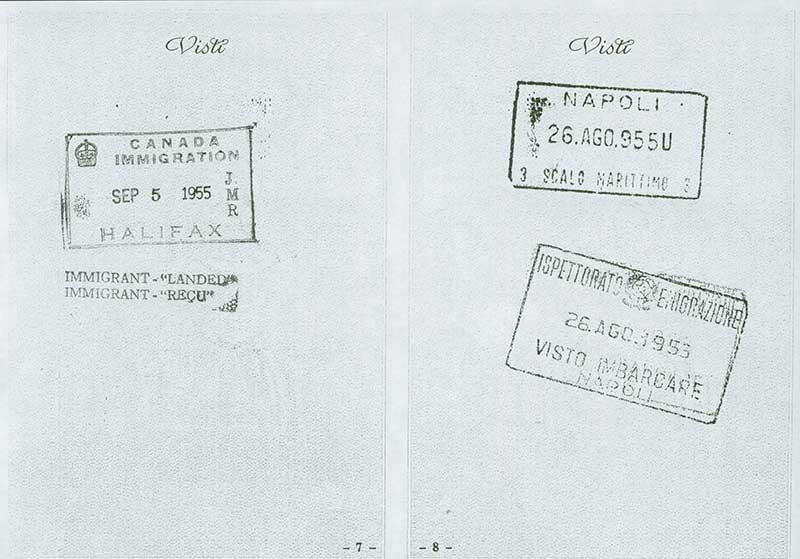 Visti
CANADA
IMMIGRATION
SEP 5 1955
J.
M
R
HALIFAX
IMMIGRANT - "LANDED"
IMMIGRANT - "REÇU"
- 7 -
Visti
NAPOLI
26.AGO.955U
3 SCALO MARITTIMO 3
ISPETTORATO EMIGRAZIONE
26.AGO.1953
VISTO IMBARCARE
NAPOLI
- 8 -